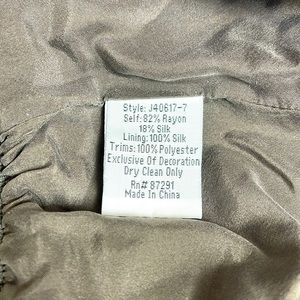 Style: J40617-7
Self: 82% Rayon
18% Silk
Lining: 100% Silk
Trims: 100% Polyester
Exclusive Of Decoration
Dry Clean Only
Rn# 87291
Made In China